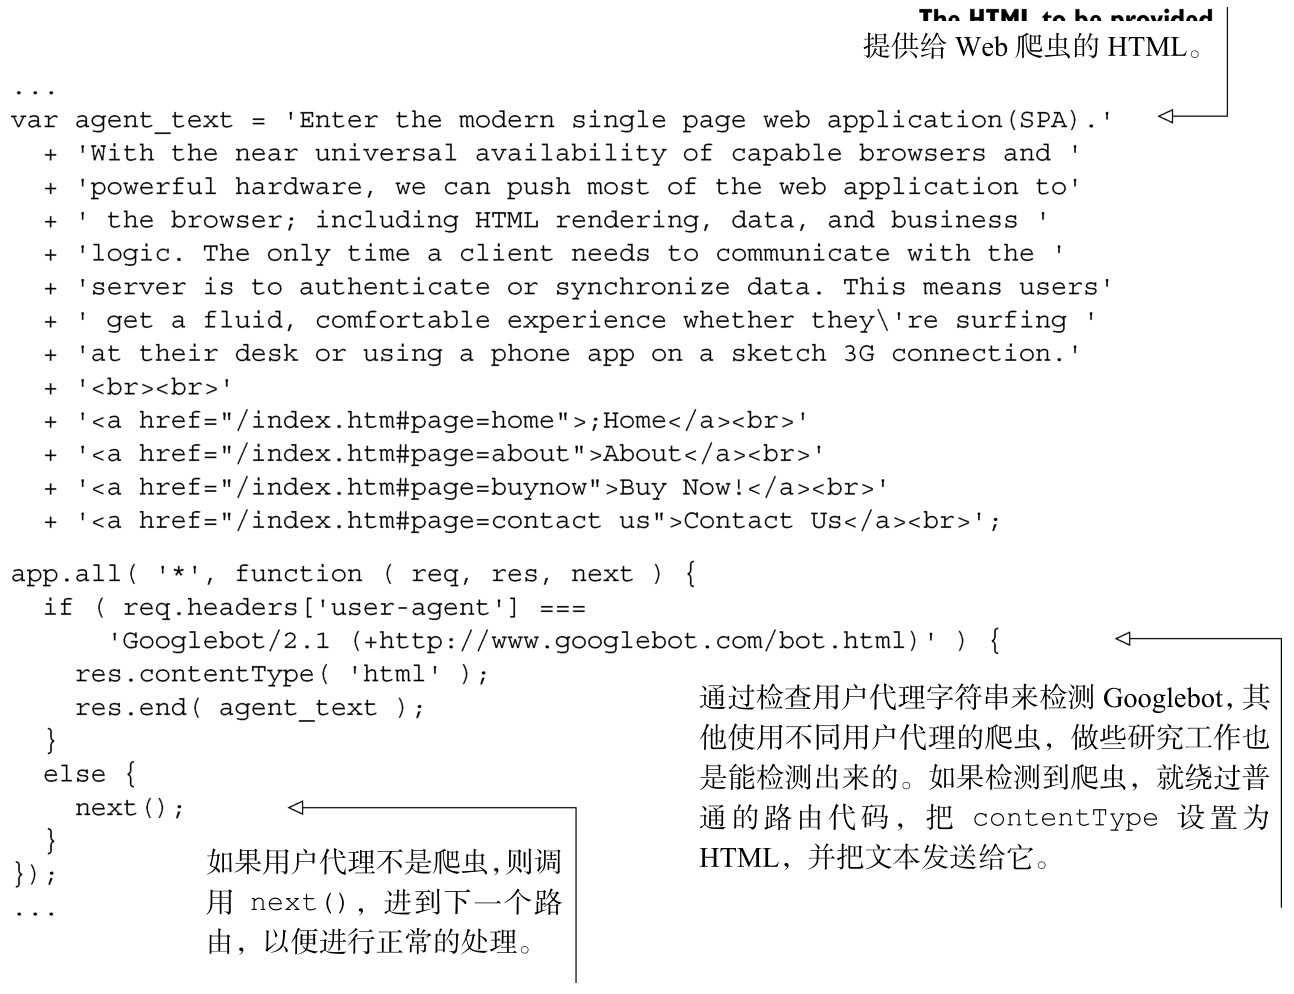 The HTML to be provided
提供给 Web 爬虫的 HTML。
...
var agent_text = 'Enter the modern single page web application(SPA).'
  + 'With the near universal availability of capable browsers and '
  + 'powerful hardware, we can push most of the web application to'
  + ' the browser; including HTML rendering, data, and business '
  + 'logic. The only time a client needs to communicate with the '
  + 'server is to authenticate or synchronize data. This means users'
  + ' get a fluid, comfortable experience whether they\'re surfing '
  + 'at their desk or using a phone app on a sketch 3G connection.'
  + '<br><br>'
  + '<a href="/index.htm#page=home">;Home</a><br>'
  + '<a href="/index.htm#page=about">About</a><br>'
  + '<a href="/index.htm#page=buynow">Buy Now!</a><br>'
  + '<a href="/index.htm#page=contact us">Contact Us</a><br>';
app.all( '*', function ( req, res, next ) {
  if ( req.headers['user-agent'] ===
      'Googlebot/2.1 (+http://www.googlebot.com/bot.html)' ) {
    res.contentType( 'html' );
    res.end( agent_text );
  }
  else {
    next();
  }
});
...
通过检查用户代理字符串来检测 Googlebot，其
他使用不同用户代理的爬虫，做些研究工作也
是能检测出来的。如果检测到爬虫，就绕过普
通的路由代码，把 contentType 设置为
HTML，并把文本发送给它。
如果用户代理不是爬虫，则调
用 next()，进到下一个路
由，以便进行正常的处理。